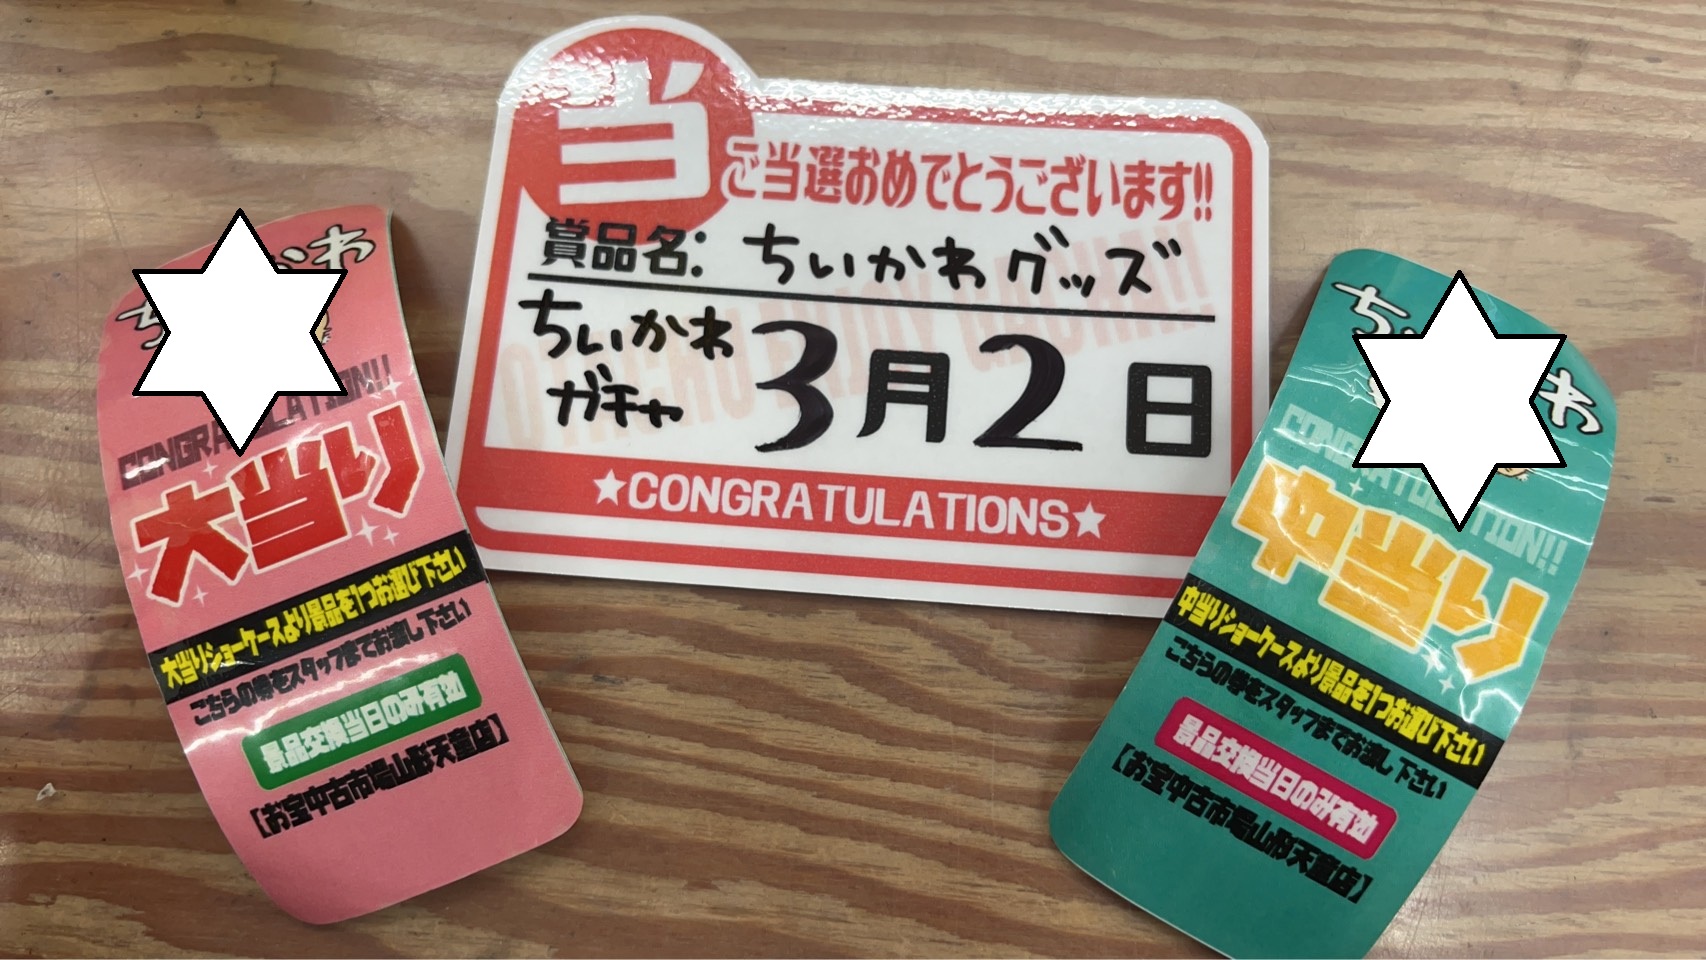 当
ご当選おめでとうございます!!
賞品名: ちいかわグッズ
ちいかわ
ガチャ
3月2日
★CONGRATULATIONS★
大当り
大当りショーケースより景品を1つお選び下さい
こちらの券をスタッフまでお渡し下さい
景品交換当日のみ有効
【お宝中古市場山形天童店】
中当り
中当りショーケースより景品を1つお選び下さい
こちらの券をスタッフまでお渡し下さい
景品交換当日のみ有効
【お宝中古市場山形天童店】